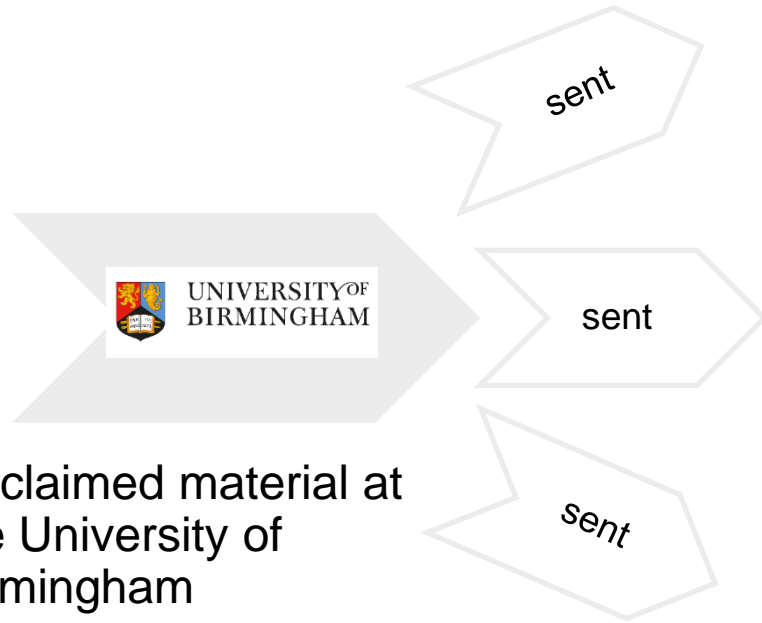 sent
UNIVERSITY OF
BIRMINGHAM
sent
claimed material at
e University of
mingham
sent